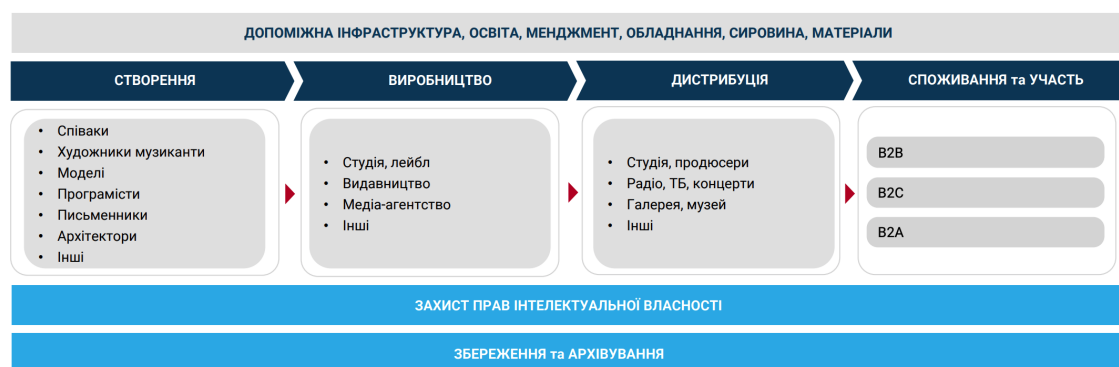 ДОПОМІЖНА ІНФРАСТРУКТУРА, ОСВІТА, МЕНДЖМЕНТ, ОБЛАДНАННЯ, СИРОВИНА, МАТЕРІАЛИ
СТВОРЕННЯ
ВИРОБНИЦТВО
ДИСТРИБУЦІЯ
СПОЖИВАННЯ та УЧАСТЬ
• Співаки
• Художники музиканти
• Моделі
• Програмісти
• Письменники
• Архітектори
• Інші
• Студія, лейбл
• Видавництво
• Медіа-агентство
• Інші
• Студія, продюсери
• Радіо, ТБ, концерти
• Галерея, музей
• Інші
B2B
B2C
B2A
ЗАХИСТ ПРАВ ІНТЕЛЕКТУАЛЬНОЇ ВЛАСНОСТІ
ЗБЕРЕЖЕННЯ та АРХІВУВАННЯ